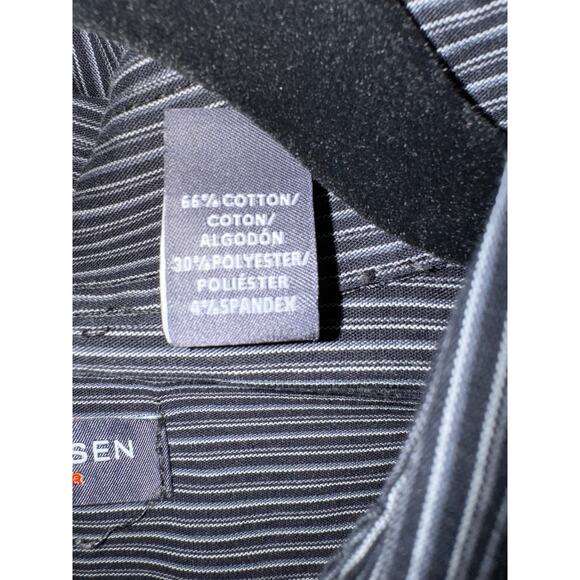 66% COTTON/
COTON/
ALGODÓN
30% POLYESTER/
POLIÉSTER
4% SPANDEX
SEN